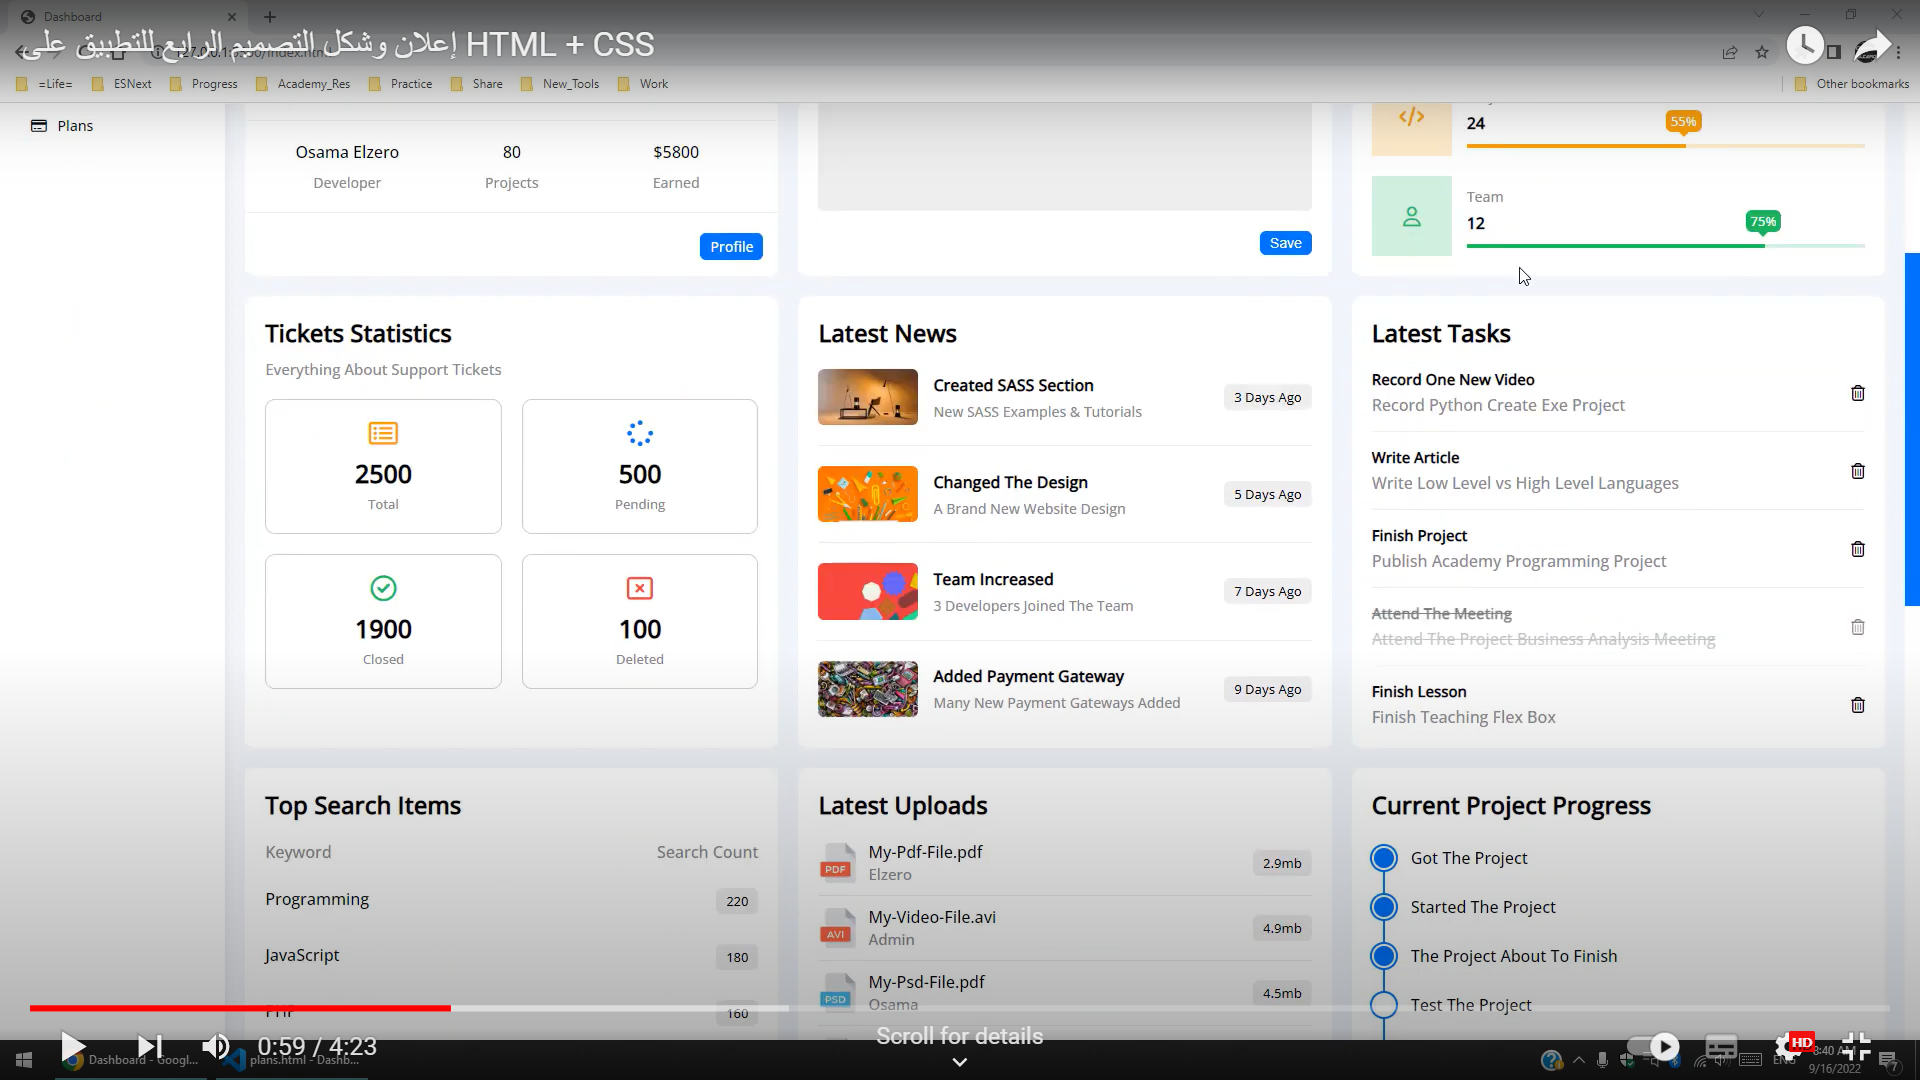 Dashboard
إعلان وشكل التصميم الرابع للتطبيق على HTML + CSS
=Life=
ESNext
Progress
Academy_Res
Practice
Share
New_Tools
Work
Other bookmarks
Plans
Osama Elzero
80
$5800
Developer
Projects
Earned
Profile
Save
24
55%
Team
12
75%
Tickets Statistics
Everything About Support Tickets
2500
Total
500
Pending
1900
Closed
100
Deleted
Latest News
Created SASS Section
New SASS Examples & Tutorials
3 Days Ago
Changed The Design
A Brand New Website Design
5 Days Ago
Team Increased
3 Developers Joined The Team
7 Days Ago
Added Payment Gateway
Many New Payment Gateways Added
9 Days Ago
Latest Tasks
Record One New Video
Record Python Create Exe Project
Write Article
Write Low Level vs High Level Languages
Finish Project
Publish Academy Programming Project
Attend The Meeting
Attend The Project Business Analysis Meeting
Finish Lesson
Finish Teaching Flex Box
Top Search Items
Keyword
Search Count
Programming
220
JavaScript
180
PHP
160
Latest Uploads
PDF
My-Pdf-File.pdf
Elzero
2.9mb
AVI
My-Video-File.avi
Admin
4.9mb
PSD
My-Psd-File.pdf
Osama
4.5mb
Current Project Progress
Got The Project
Started The Project
The Project About To Finish
Test The Project
0:59 / 4:23
Scroll for details
HD
Dashboard - Googl...
plans.html - Dashb...
8:40 AM
9/16/2022